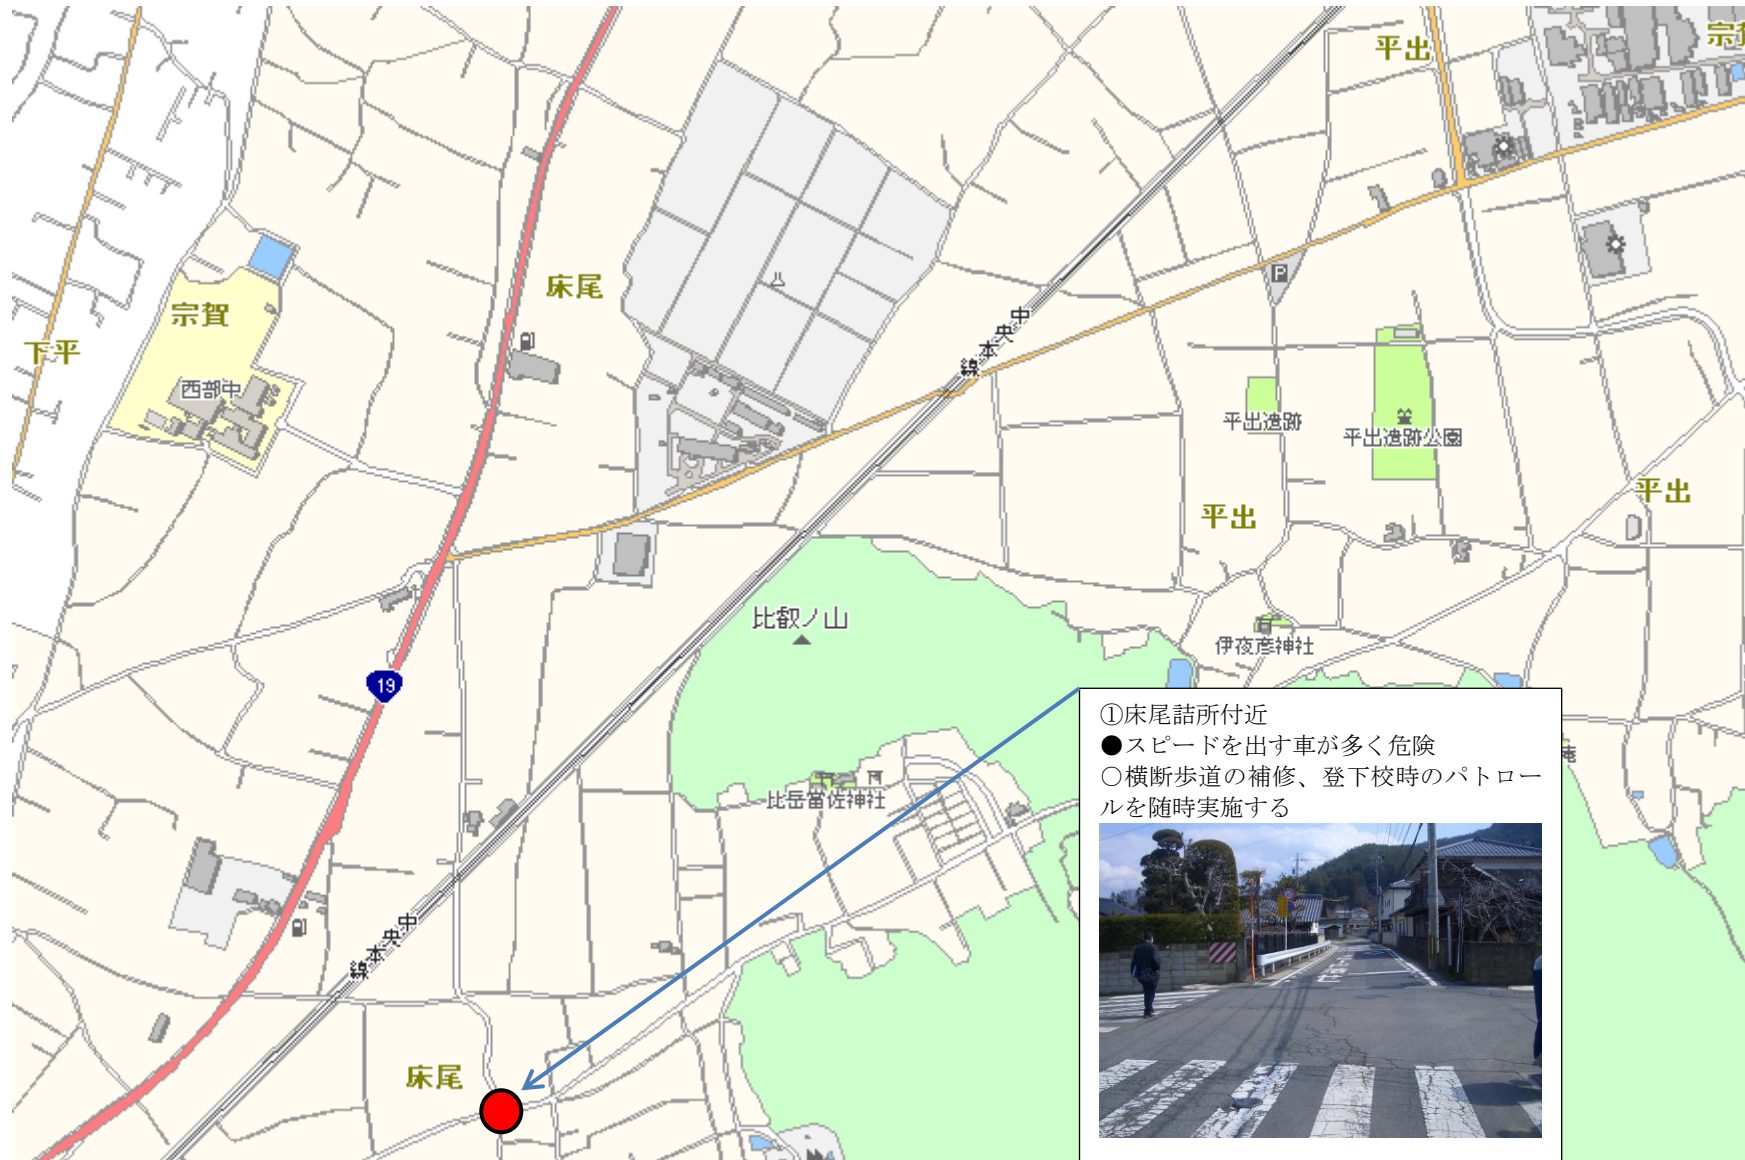 平出
宗
床尾
宗賀
下平
西部中
P
中央本線
平出遺跡
平出遺跡公園
平出
平出
比叡ノ山
伊夜彦神社
19
①床尾詰所付近
●スピードを出す車が多く危険
○横断歩道の補修、登下校時のパトロー
ルを随時実施する
比岳當佐神社
中央本線
床尾